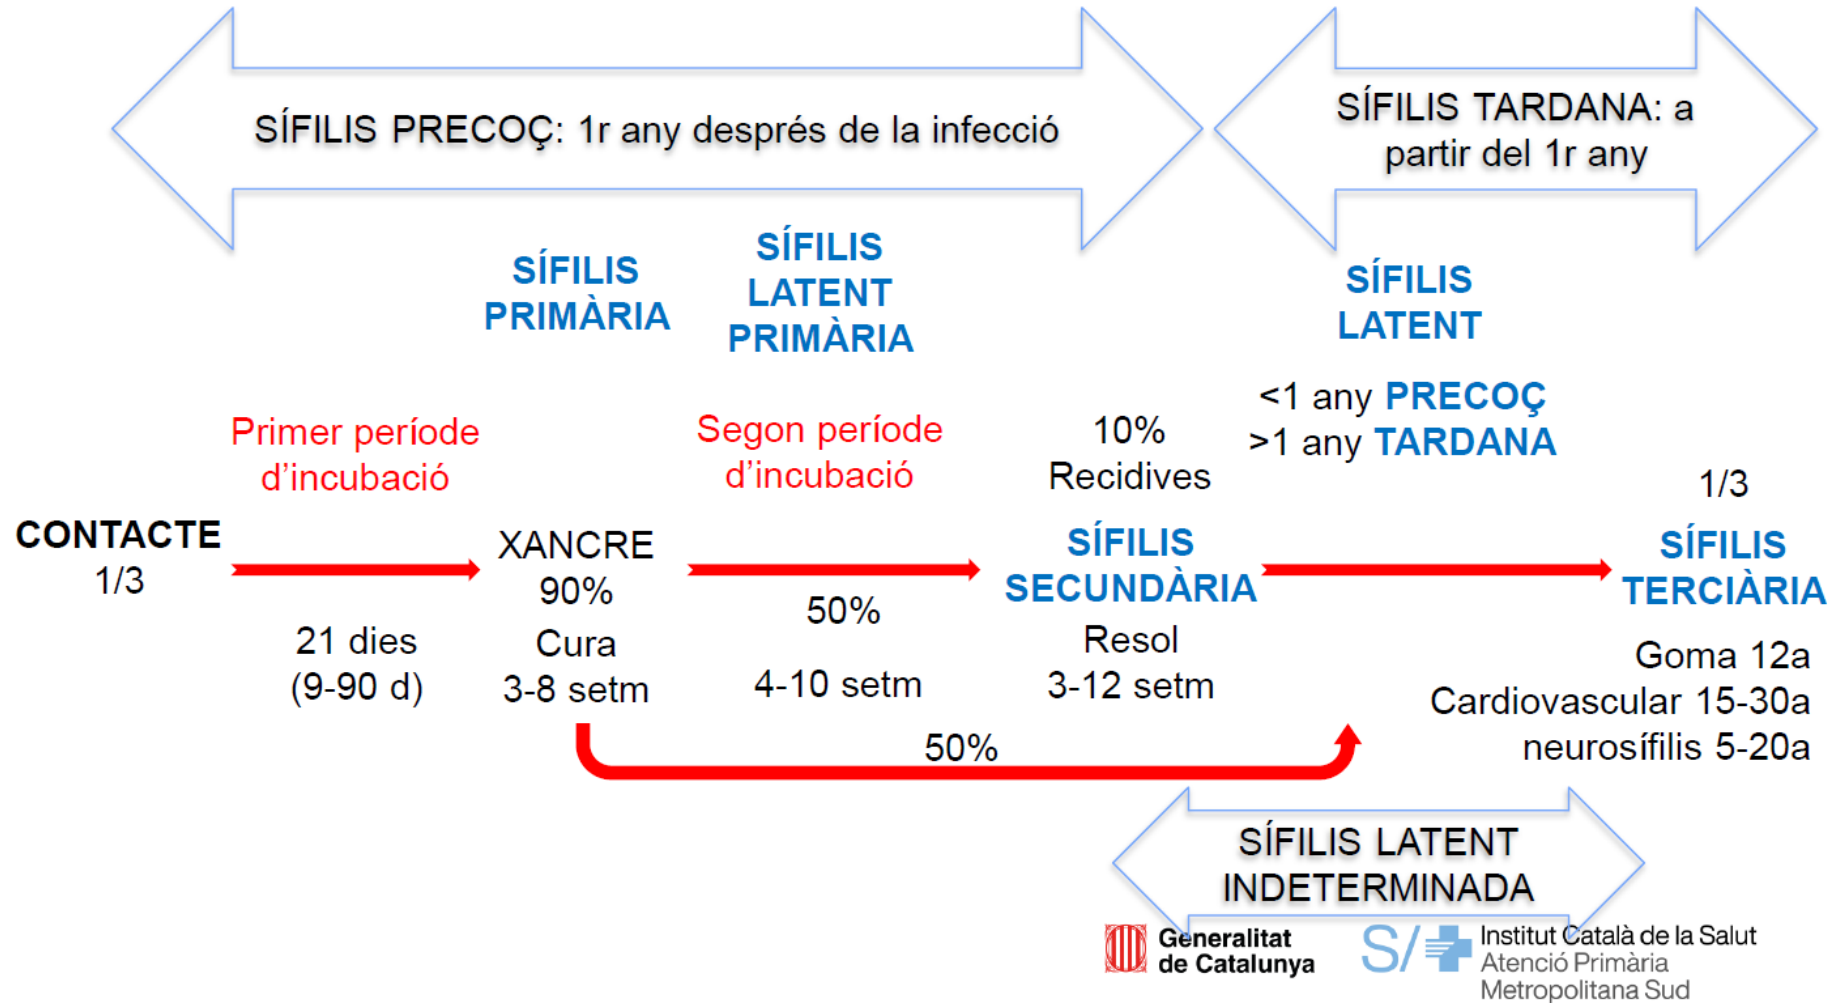 SÍFILIS PRECOÇ: 1r any després de la infecció
SÍFILIS TARDANA: a
partir del 1r any
SÍFILIS
PRIMÀRIA
SÍFILIS
LATENT
PRIMÀRIA
SÍFILIS
LATENT
<1 any PRECOÇ
>1 any TARDANA
Primer període
d’incubació
Segon període
d’incubació
10%
Recidives
1/3
CONTACTE
1/3
XANCRE
90%
Cura
3-8 setm
SÍFILIS
SECUNDÀRIA
SÍFILIS
TERCIÀRIA
21 dies
(9-90 d)
50%
4-10 setm
Resol
3-12 setm
Goma 12a
Cardiovascular 15-30a
neurosífilis 5-20a
50%
SÍFILIS LATENT
INDETERMINADA
Generalitat
de Catalunya
S/
Institut Català de la Salut
Atenció Primària
Metropolitana Sud